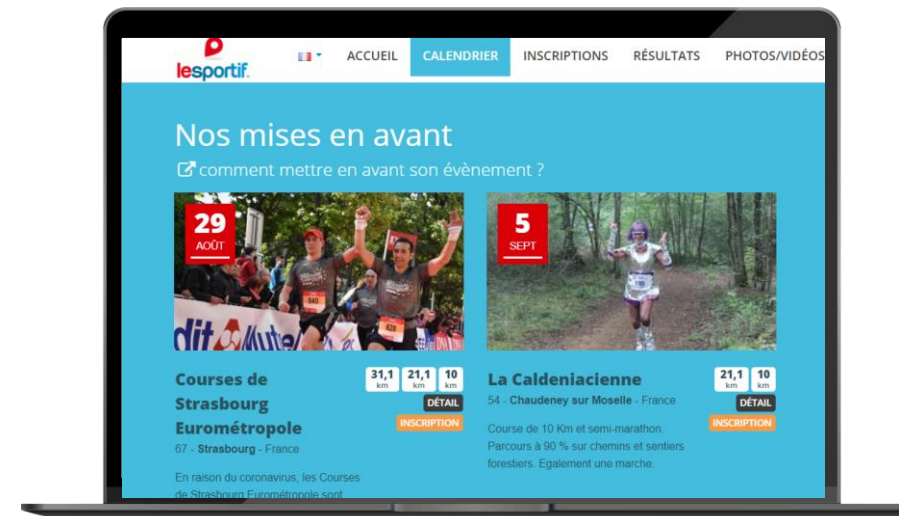 lesportif.
ACCUEIL
CALENDRIER
INSCRIPTIONS
RÉSULTATS
PHOTOS/VIDÉOS
Nos mises en avant
comment mettre en avant son évènement ?
29
AOÛT
840
828
dit Mutuel
5
SEPT
Courses de
Strasbourg
Eurométropole
31,1
km
21,1
km
10
km
DÉTAIL
INSCRIPTION
67 - Strasbourg - France
En raison du coronavirus, les Courses
de Strasbourg Eurométropole sont
La Caldeniacienne
21,1
km
10
km
DÉTAIL
INSCRIPTION
54 - Chaudeney sur Moselle - France
Course de 10 Km et semi-marathon.
Parcours à 90 % sur chemins et sentiers
forestiers. Egalement une marche.